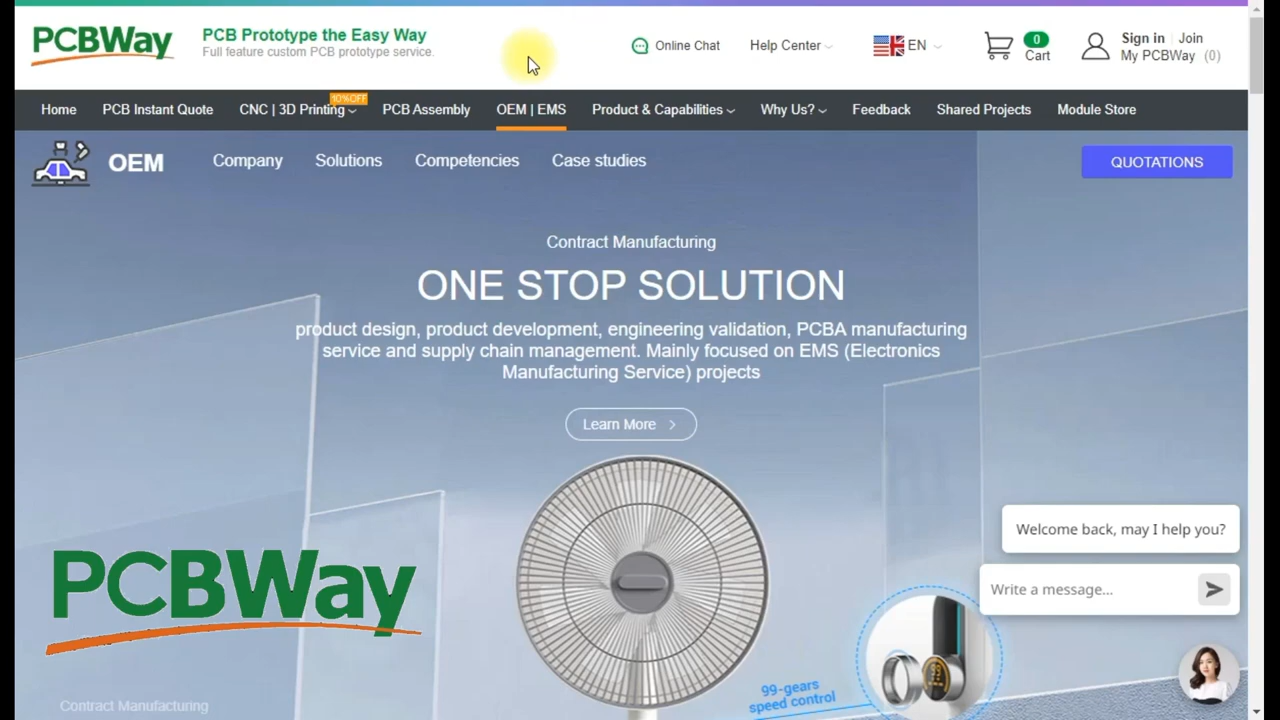 PCBWay
PCB Prototype the Easy Way
Full feature custom PCB prototype service.
Online Chat
Help Center
EN
0
Cart
Sign in | Join
My PCBWay (0)
Home
PCB Instant Quote
CNC | 3D Printing
10%OFF
PCB Assembly
OEM | EMS
Product & Capabilities
Why Us?
Feedback
Shared Projects
Module Store
OEM
Company
Solutions
Competencies
Case studies
QUOTATIONS
Contract Manufacturing
ONE STOP SOLUTION
product design, product development, engineering validation, PCBA manufacturing
service and supply chain management. Mainly focused on EMS (Electronics
Manufacturing Service) projects
Learn More
Welcome back, may I help you?
Write a message...
PCBWay
99-gears
speed control
Contract Manufacturing